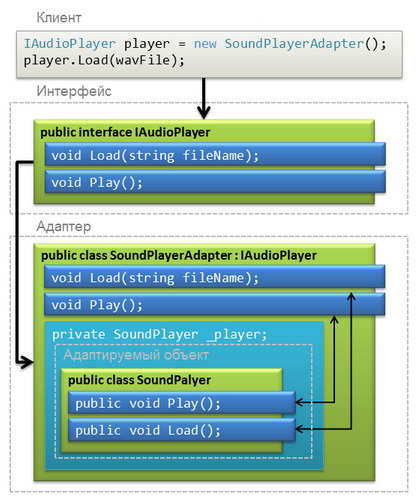 Клиент
IAudioPlayer player = new SoundPlayerAdapter();
player.Load(wavFile);
Интерфейс
public interface IAudioPlayer
void Load(string fileName);
void Play();
Адаптер
public class SoundPlayerAdapter : IAudioPlayer
void Load(string fileName);
void Play();
private SoundPlayer _player;
Адаптируемый объект
public class SoundPalyer
public void Play();
public void Load();